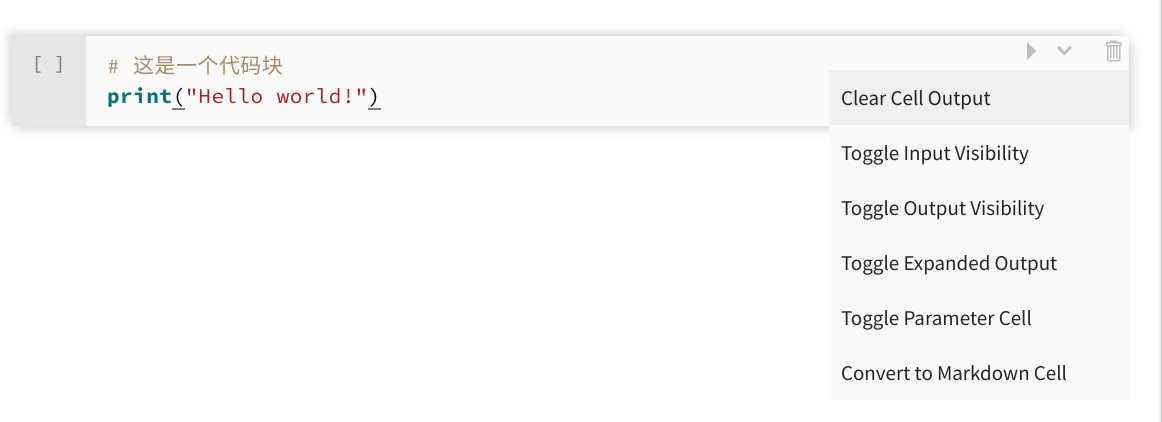 [ ]
# 这是一个代码块
print("Hello world!")
Clear Cell Output
Toggle Input Visibility
Toggle Output Visibility
Toggle Expanded Output
Toggle Parameter Cell
Convert to Markdown Cell